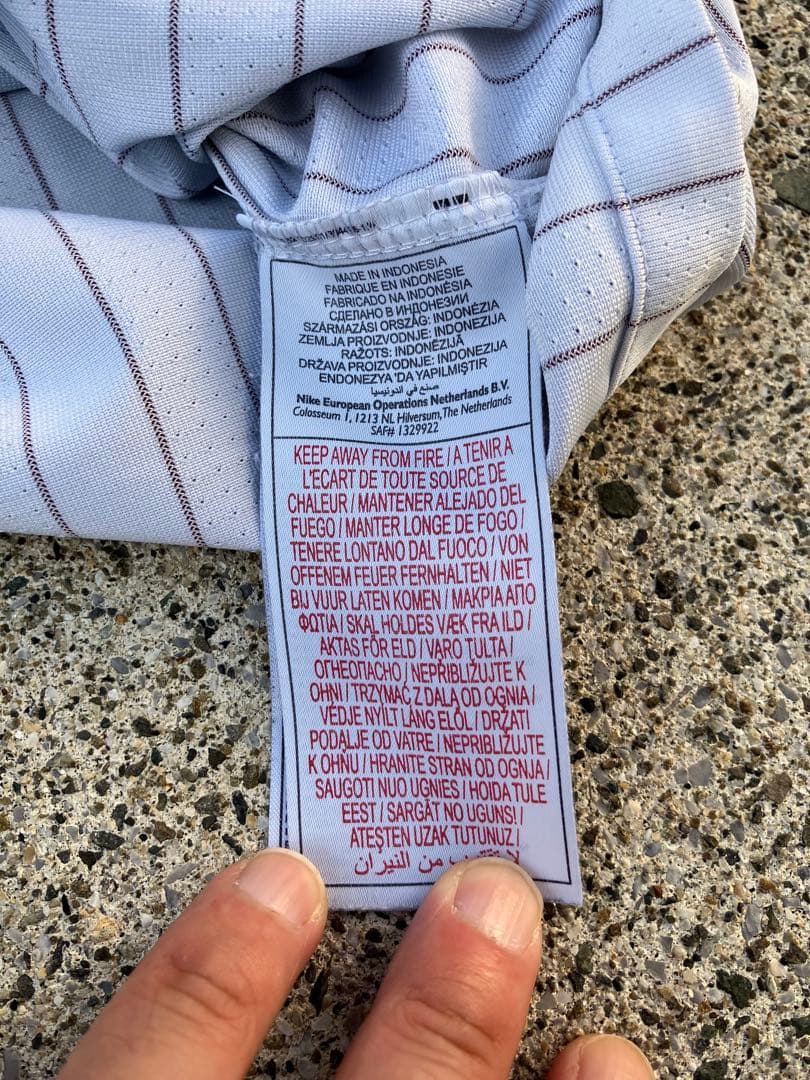 MADE IN INDONESIA
FABRIQUE EN INDONESIE
FABRICADO NA INDONÉSIA
СДЕЛАНО В ИНДОНЕЗИИ
SZÁRMAZÁSI ORSZÁG: INDONÉZIA
ZEMLJA PROIZVODNJE: INDONEZIJA
RAŽOTS: INDONĒZIJĀ
DRŽAVA PROIZVODNJE: INDONEZIJA
ENDONEZYA 'DA YAPILMIŞTIR
صنع في اندونيسيا
Nike European Operations Netherlands B.V.
Colosseum 1, 1213 NL Hilversum, The Netherlands
SAF# 1329922
KEEP AWAY FROM FIRE / A TENIR A
L'ECART DE TOUTE SOURCE DE
CHALEUR / MANTENER ALEJADO DEL
FUEGO / MANTER LONGE DE FOGO /
TENERE LONTANO DAL FUOCO / VON
OFFENEM FEUER FERNHALTEN / NIET
BIJ VUUR LATEN KOMEN / ΜΑΚΡΙΑ ΑΠΟ
ΦΩΤΙΑ / SKAL HOLDES VÆK FRA ILD /
AKTAS FÖR ELD / VARO TULTA /
ОГНЕОПАСНО / NEPRIBLIŽUJTE K
OHNI / TRZYMAĆ Z DALA OD OGNIA /
VÉDJE NYÍLT LÁNG ELŐL / DRŽATI
PODALJE OD VATRE / NEPRIBLIŽUJTE
K OHŇU / HRANITE STRAN OD OGNJA /
SAUGOTI NUO UGNIES / HOIDA TULE
EEST / SARGĀT NO UGUNS! /
ATEŞTEN UZAK TUTUNUZ /
من النيران